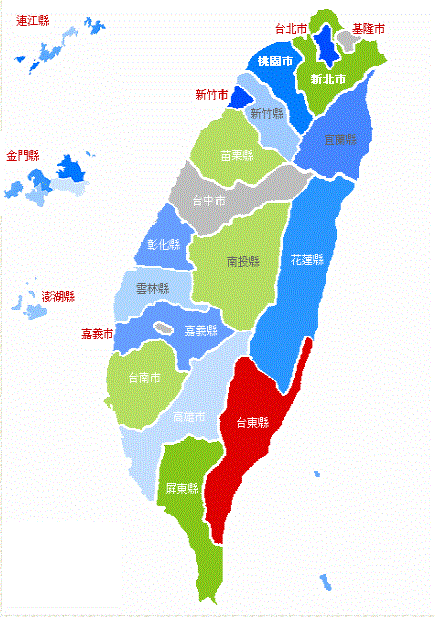 連江縣
台北市
基隆市
桃園市
新北市
新竹市
新竹縣
宜蘭縣
金門縣
苗栗縣
台中市
彰化縣
南投縣
花蓮縣
雲林縣
澎湖縣
嘉義市
嘉義縣
台南市
高雄市
台東縣
屏東縣